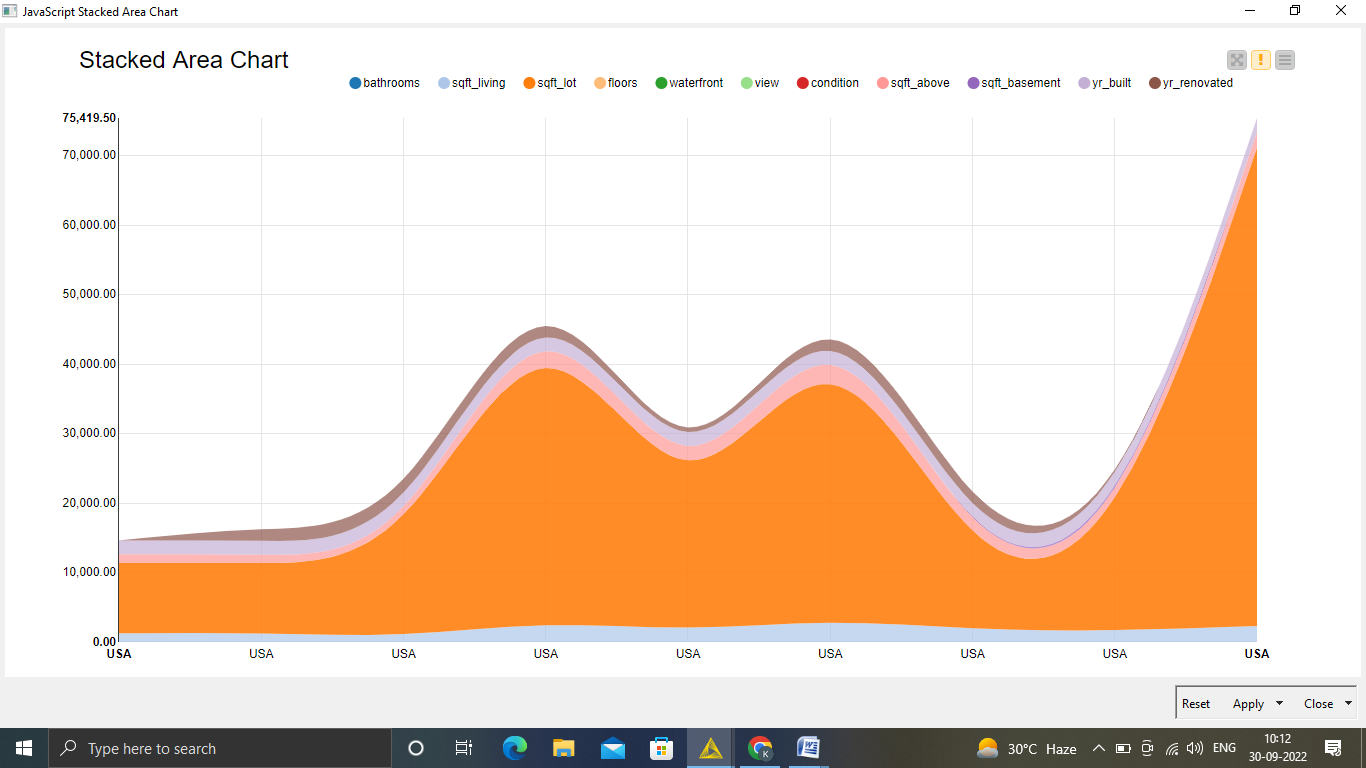 JavaScript Stacked Area Chart
Stacked Area Chart
bathrooms sqft_living sqft_lot floors waterfront view condition sqft_above sqft_basement yr_built yr_renovated
75,419.50
70,000.00
60,000.00
50,000.00
40,000.00
30,000.00
20,000.00
10,000.00
0.00
USA USA USA USA USA USA USA USA USA
Reset Apply Close
Type here to search
30°C Haze
ENG
10:12
30-09-2022